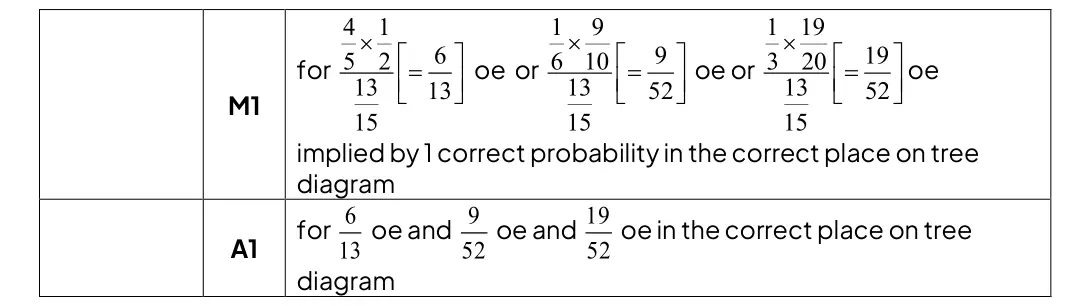 M1
for (4/5 × 1/2)/(13/15) [= 6/13] oe or (1/6 × 9/10)/(13/15) [= 9/52] oe or (1/3 × 19/20)/(13/15) [= 19/52] oe
implied by 1 correct probability in the correct place on tree
diagram
A1
for 6/13 oe and 9/52 oe and 19/52 oe in the correct place on tree
diagram